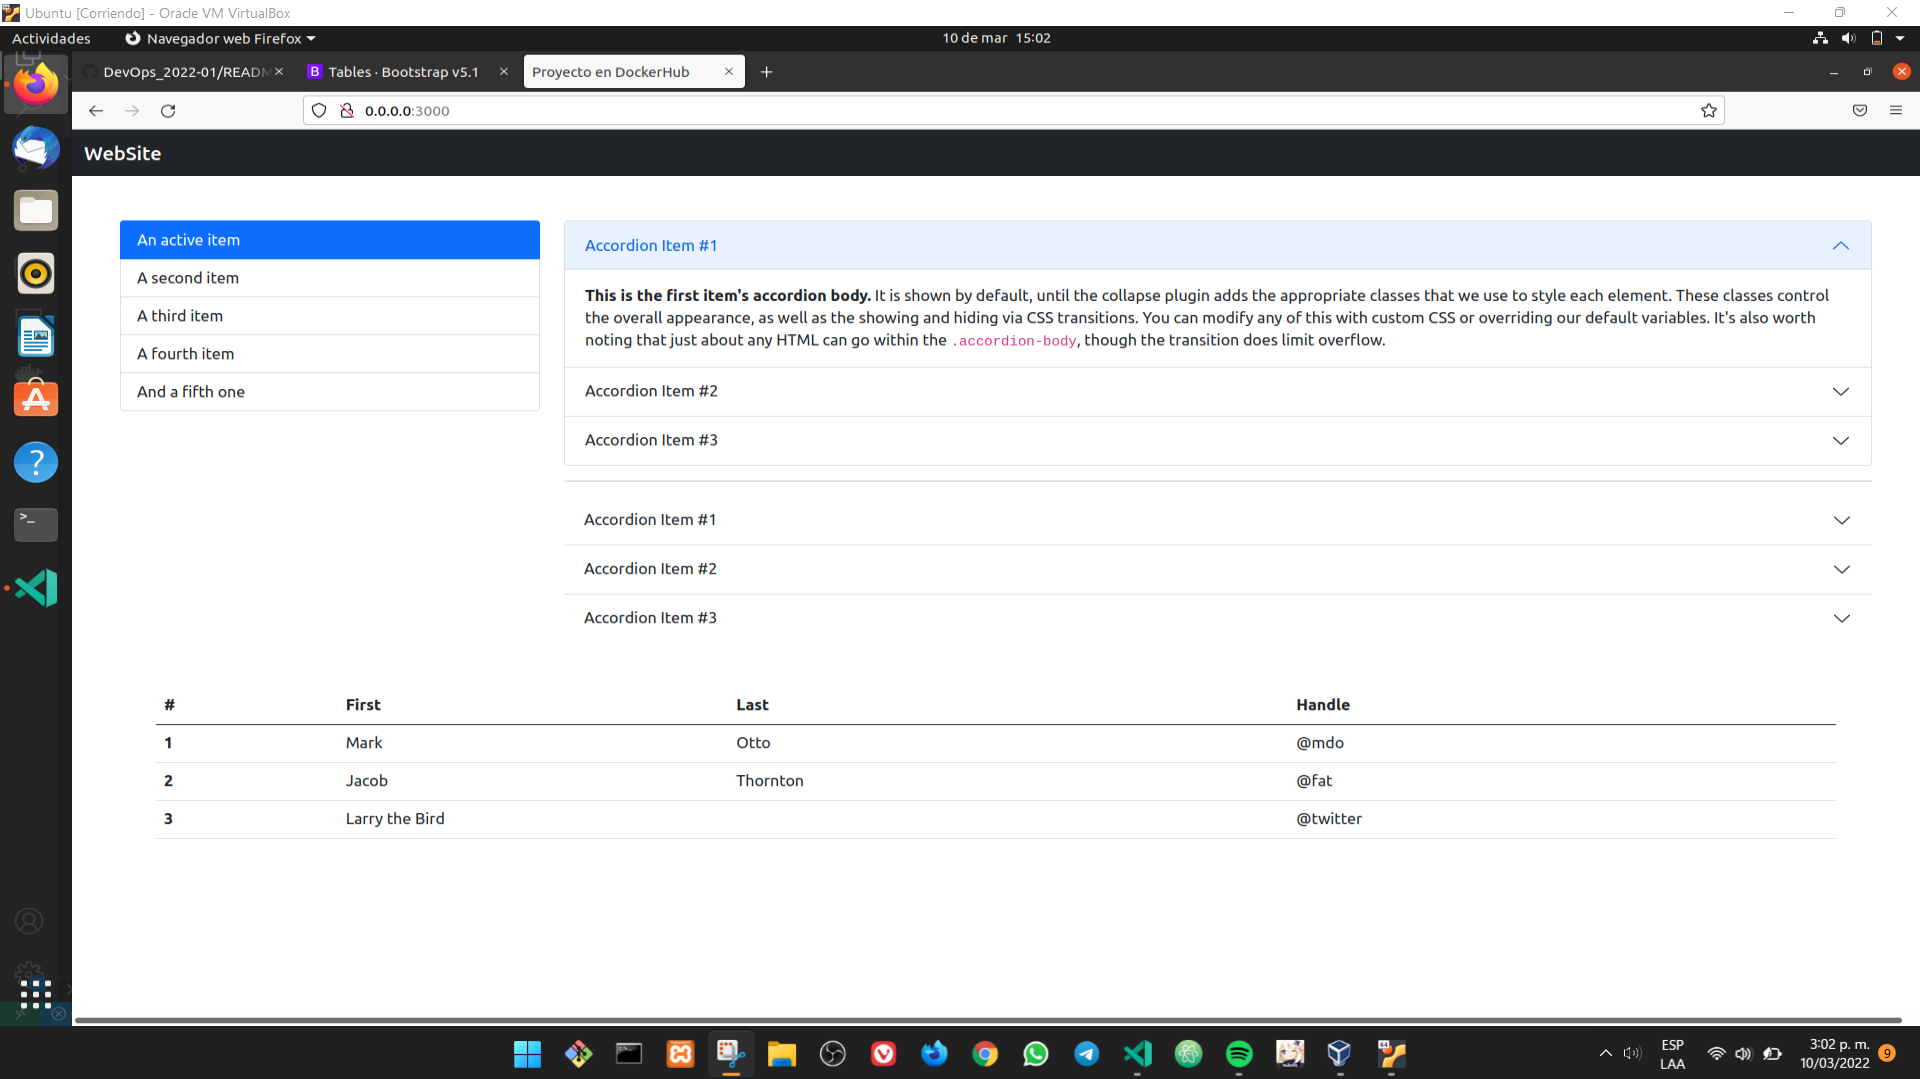 Ubuntu [Corriendo] - Oracle VM VirtualBox
Actividades
Navegador web Firefox
10 de mar 15:02
DevOps_2022-01/READM
B Tables · Bootstrap v5.1
Proyecto en DockerHub
0.0.0.0:3000
WebSite
An active item
A second item
A third item
A fourth item
And a fifth one
Accordion Item #1
This is the first item's accordion body. It is shown by default, until the collapse plugin adds the appropriate classes that we use to style each element. These classes control
the overall appearance, as well as the showing and hiding via CSS transitions. You can modify any of this with custom CSS or overriding our default variables. It's also worth
noting that just about any HTML can go within the .accordion-body, though the transition does limit overflow.
Accordion Item #2
Accordion Item #3
Accordion Item #1
Accordion Item #2
Accordion Item #3
# First Last Handle
1 Mark Otto @mdo
2 Jacob Thornton @fat
3 Larry the Bird @twitter
ESP
LAA
3:02 p. m.
10/03/2022
9